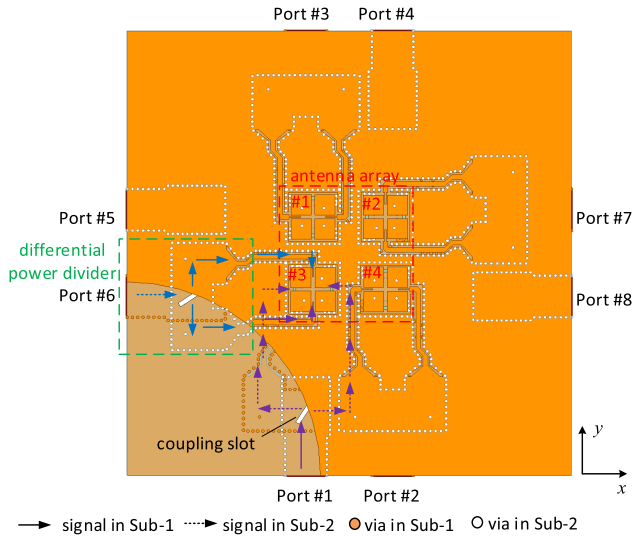 Port #3
Port #4
antenna array
#1
#2
Port #5
Port #7
differential
power divider
#3
#4
Port #6
Port #8
coupling slot
y
x
Port #1
Port #2
signal in Sub-1
signal in Sub-2
via in Sub-1
via in Sub-2